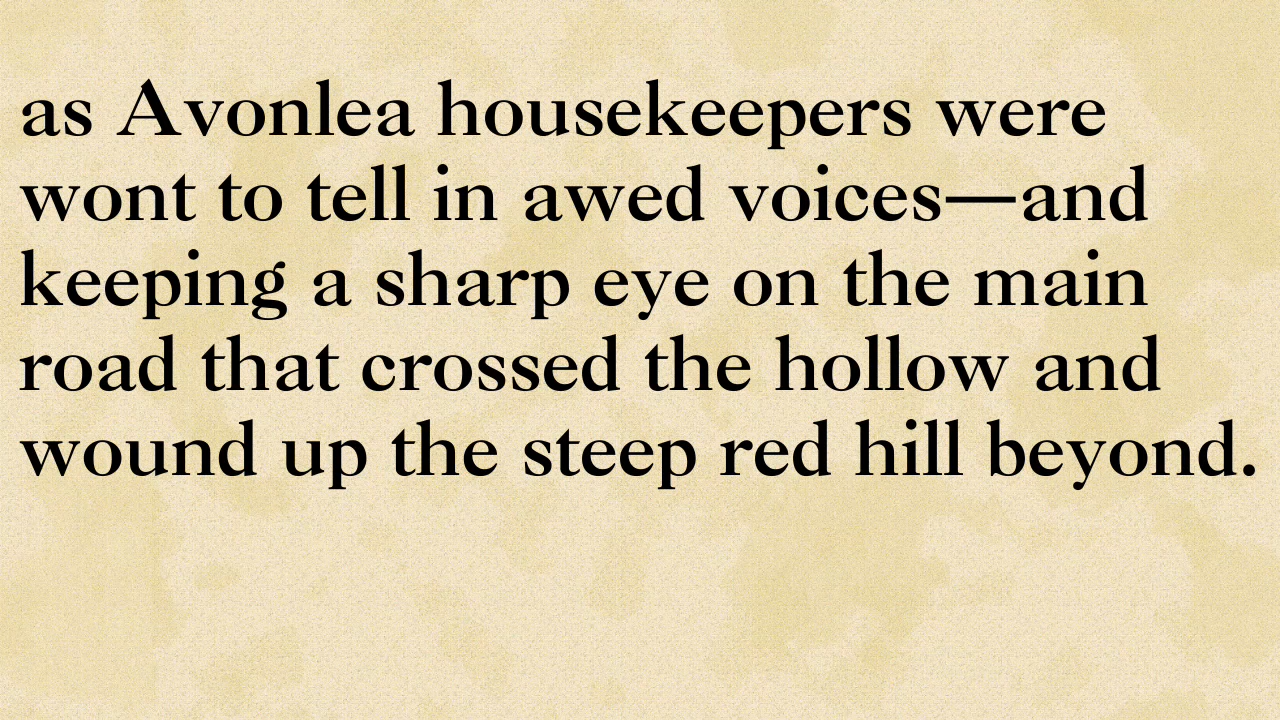 as Avonlea housekeepers were
wont to tell in awed voices—and
keeping a sharp eye on the main
road that crossed the hollow and
wound up the steep red hill beyond.